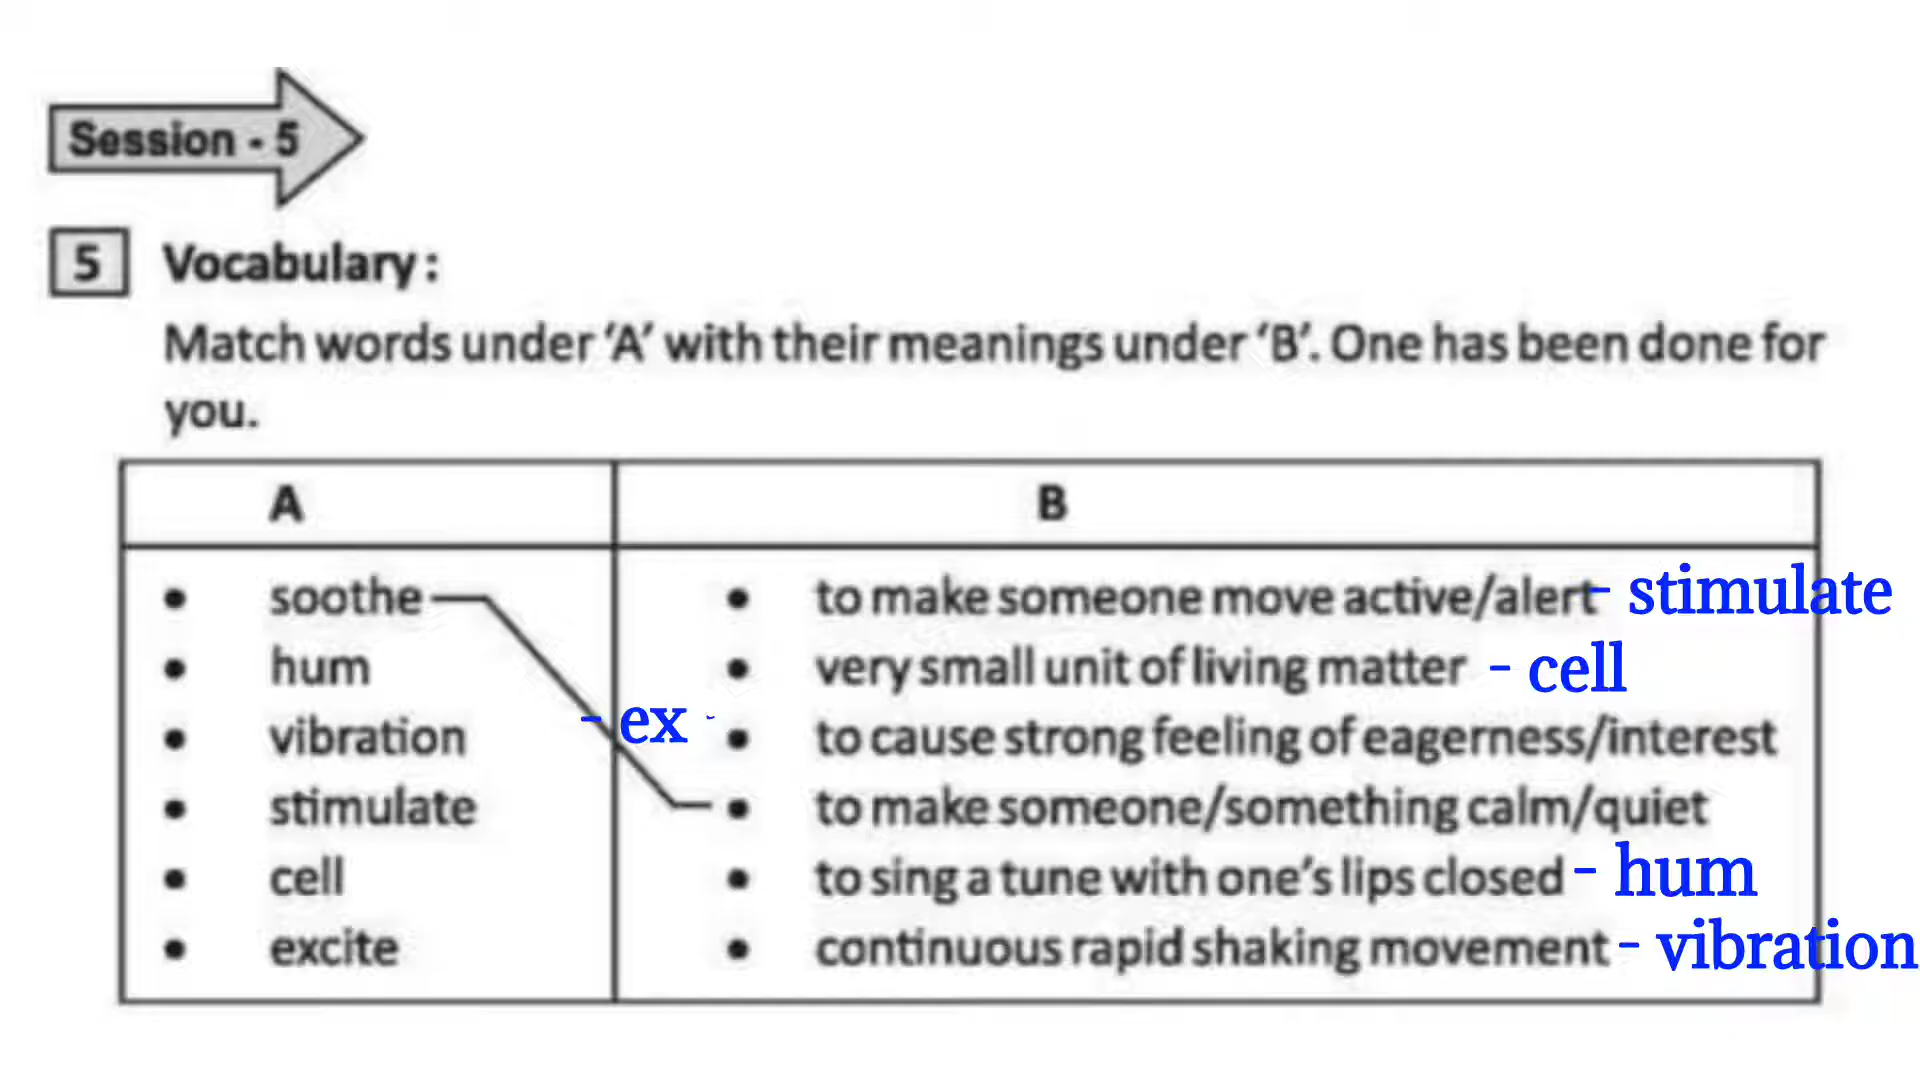 Session - 5
5 Vocabulary :
Match words under ‘A’ with their meanings under ‘B’. One has been done for
you.
A B
• soothe • to make someone move active/alert - stimulate
• hum • very small unit of living matter - cell
- ex -
• vibration • to cause strong feeling of eagerness/interest
• stimulate • to make someone/something calm/quiet
• cell • to sing a tune with one’s lips closed - hum
• excite • continuous rapid shaking movement - vibration